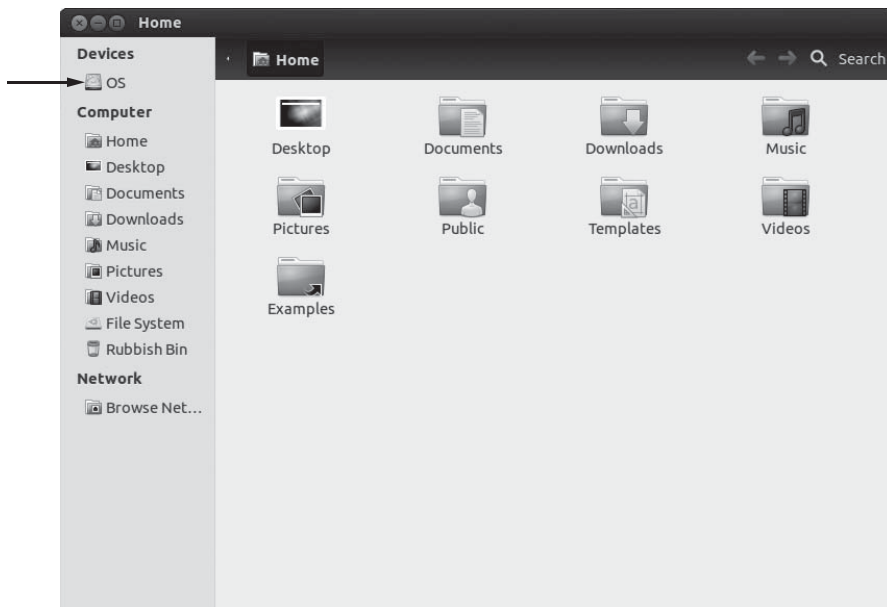 Home
Devices
OS
Computer
Home
Desktop
Documents
Downloads
Music
Pictures
Videos
File System
Rubbish Bin
Network
Browse Net...
Home
Search
Desktop
Documents
Downloads
Music
Pictures
Public
Templates
Videos
Examples